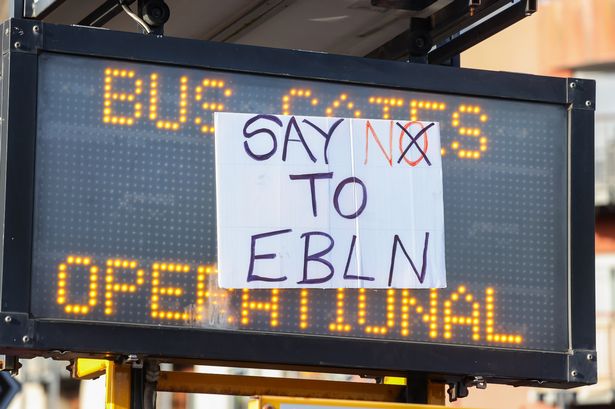 BUS GATES
SAY NO
TO
EBLN
OPERATIONAL